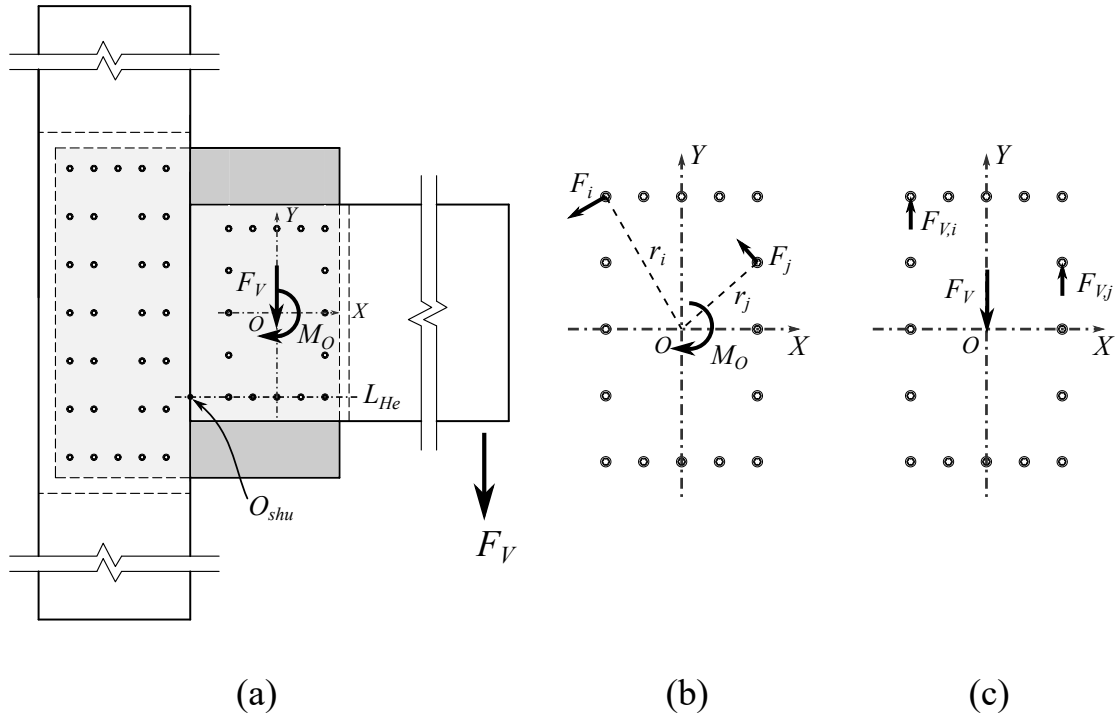 Y
F_V
O
X
M_O
L_He
O_shu
F_V
(a)
Y
F_i
r_i
F_j
r_j
O
M_O
X
(b)
Y
F_V,i
F_V
F_V,j
O
X
(c)